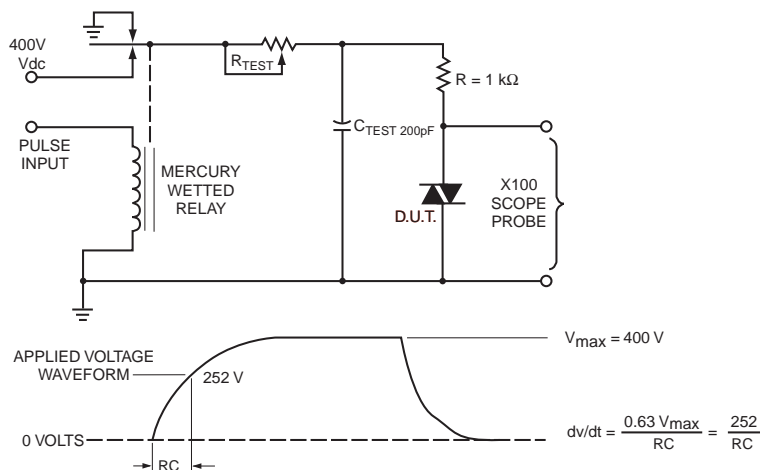 400V
Vdc
R_TEST
R = 1 kΩ
C_TEST 200pF
PULSE
INPUT
MERCURY
WETTED
RELAY
D.U.T.
X100
SCOPE
PROBE
APPLIED VOLTAGE
WAVEFORM
252 V
V_max = 400 V
0 VOLTS
RC
dv/dt = 0.63 V_max / RC = 252 / RC